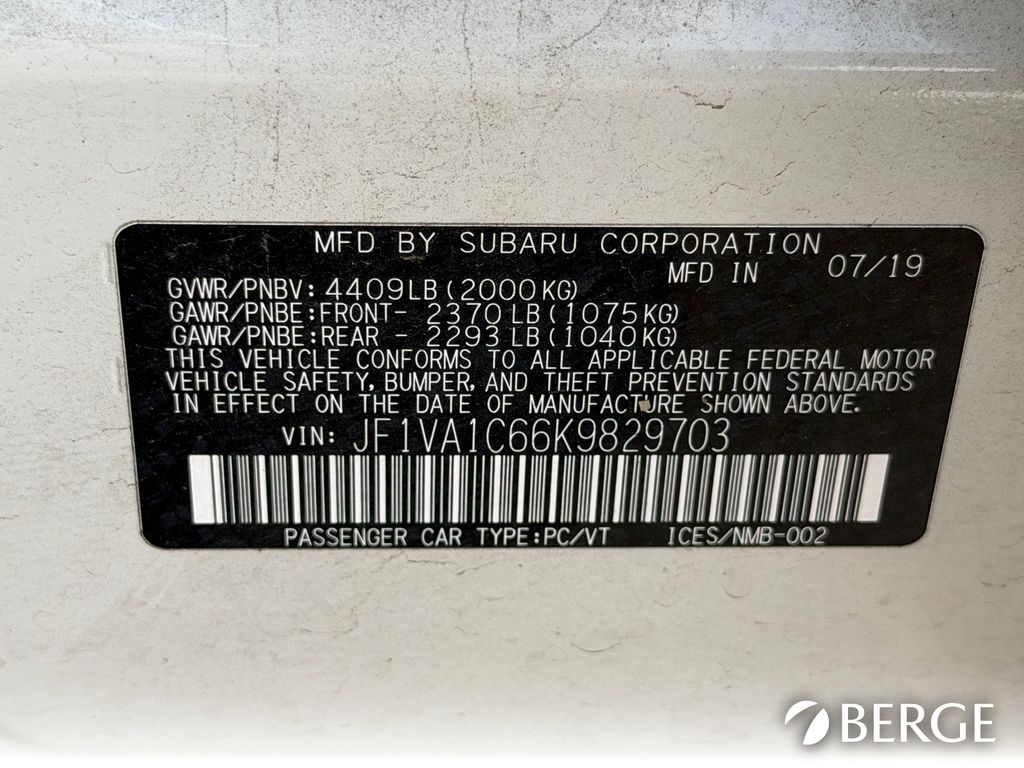 MFD BY SUBARU CORPORATION
MFD IN 07/19
GVWR/PNBV: 4409LB (2000KG)
GAWR/PNBE:FRONT- 2370LB (1075KG)
GAWR/PNBE:REAR - 2293LB (1040KG)
THIS VEHICLE CONFORMS TO ALL APPLICABLE FEDERAL MOTOR
VEHICLE SAFETY, BUMPER, AND THEFT PREVENTION STANDARDS
IN EFFECT ON THE DATE OF MANUFACTURE SHOWN ABOVE.
VIN: JF1VA1C66K9829703
PASSENGER CAR TYPE:PC/VT ICES/NMB-002
BERGE